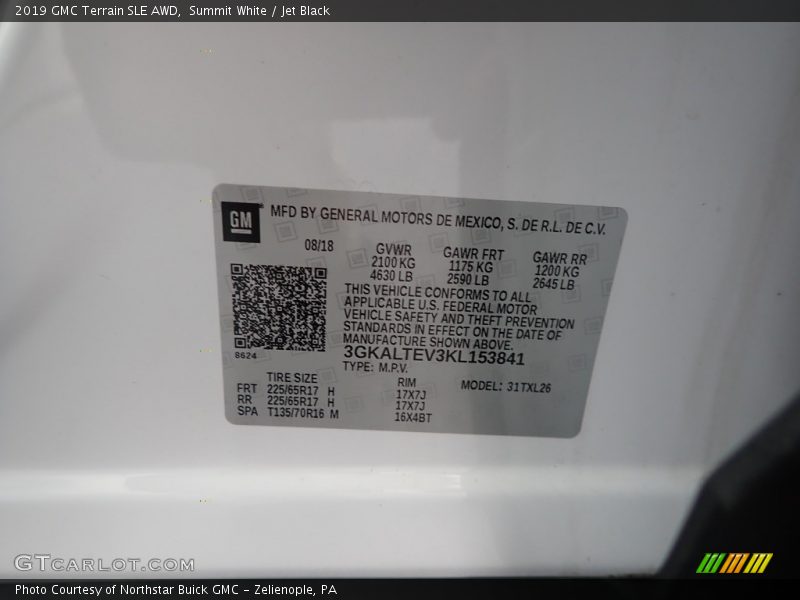 2019 GMC Terrain SLE AWD,  Summit White / Jet Black
GM
MFD BY GENERAL MOTORS DE MEXICO, S. DE R.L. DE C.V.
08/18
GVWR GAWR FRT GAWR RR
2100 KG 1175 KG 1200 KG
4630 LB 2590 LB 2645 LB
THIS VEHICLE CONFORMS TO ALL
APPLICABLE U.S. FEDERAL MOTOR
VEHICLE SAFETY AND THEFT PREVENTION
STANDARDS IN EFFECT ON THE DATE OF
MANUFACTURE SHOWN ABOVE.
8624
3GKALTEV3KL153841
TYPE: M.P.V.
TIRE SIZE RIM MODEL: 31TXL26
FRT 225/65R17 H 17X7J
RR 225/65R17 H 17X7J
SPA T135/70R16 M 16X4BT
GTCARLOT.COM
Photo Courtesy of Northstar Buick GMC - Zelienople, PA